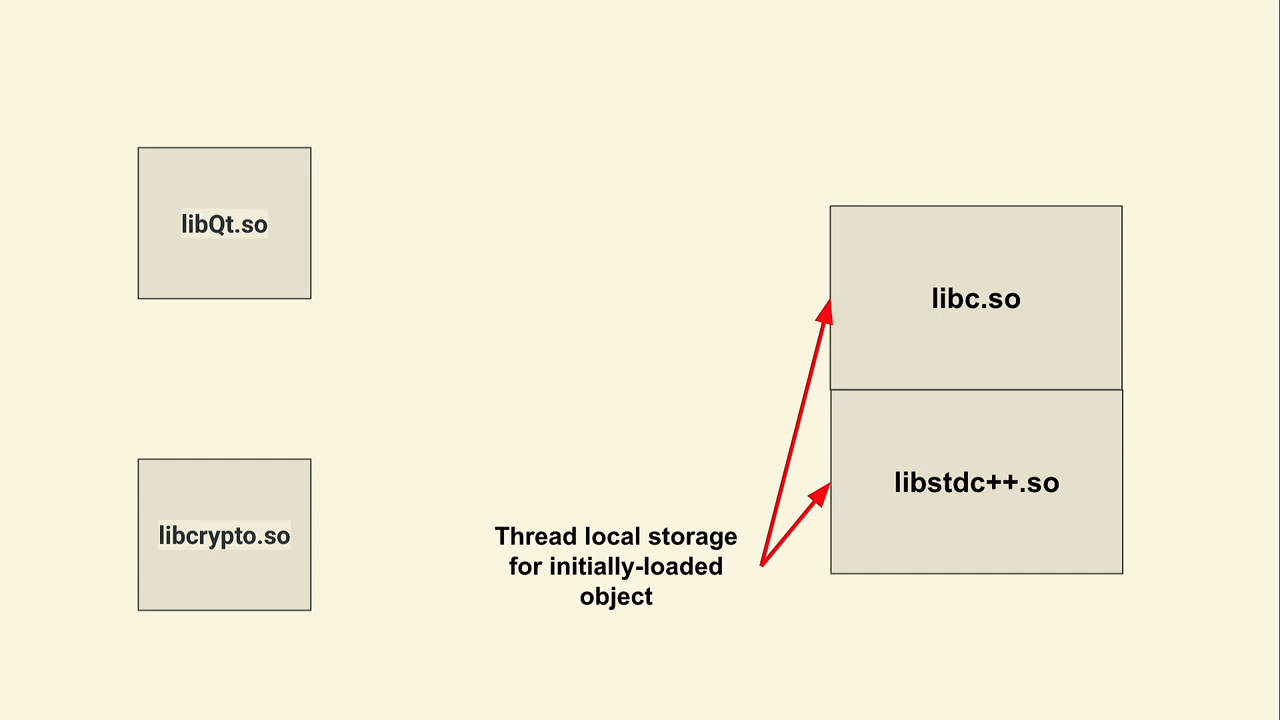 libQt.so
libc.so
libstdc++.so
libcrypto.so
Thread local storage
for initially-loaded
object